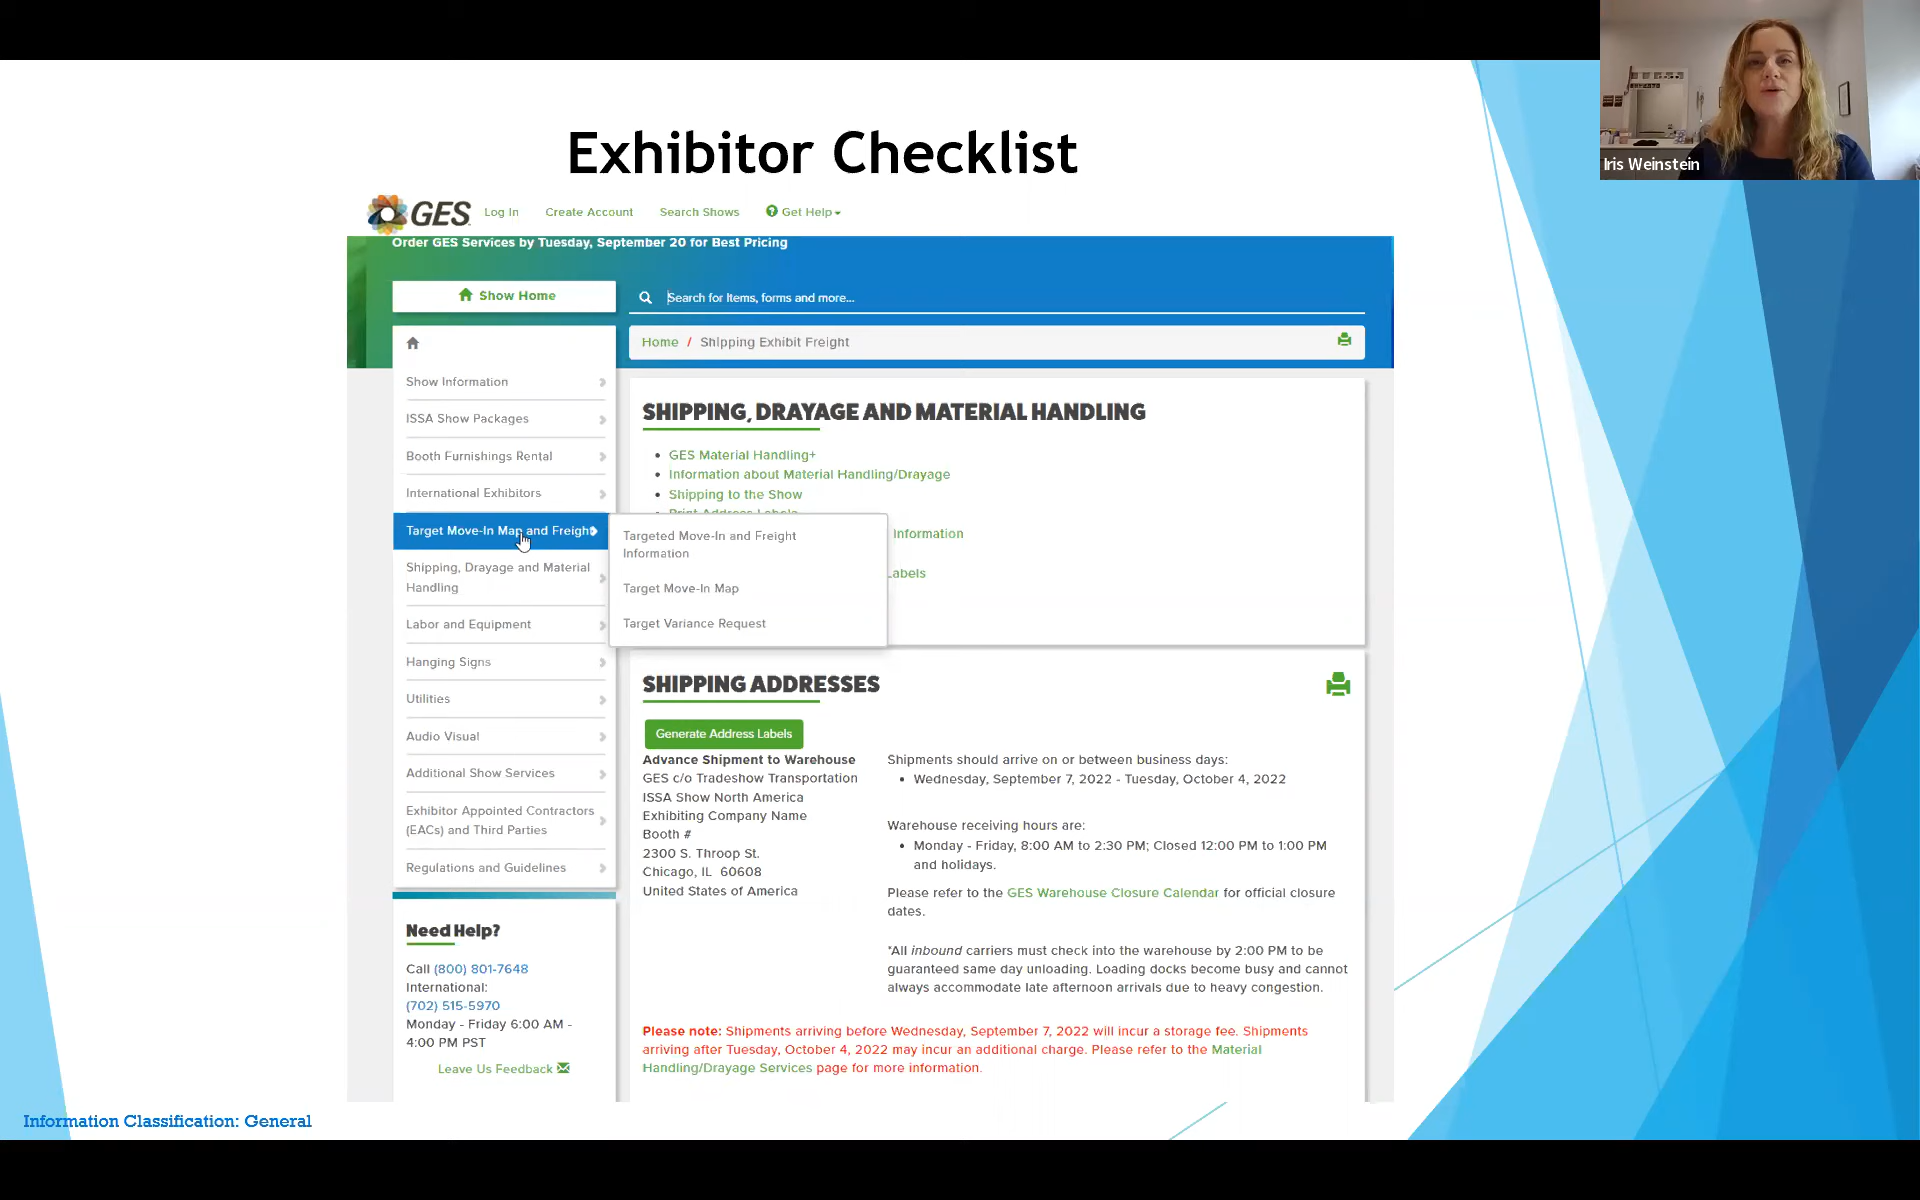 Exhibitor Checklist
Iris Weinstein
GES
Log In
Create Account
Search Shows
Get Help
Order GES Services by Tuesday, September 20 for Best Pricing
Show Home
Search for Items, forms and more...
Home / Shipping Exhibit Freight
Show Information
ISSA Show Packages
Booth Furnishings Rental
International Exhibitors
Target Move-In Map and Freight
Shipping, Drayage and Material
Handling
Labor and Equipment
Hanging Signs
Utilities
Audio Visual
Additional Show Services
Exhibitor Appointed Contractors
(EACs) and Third Parties
Regulations and Guidelines
Need Help?
Call (800) 801-7648
International:
(702) 515-5970
Monday - Friday 6:00 AM -
4:00 PM PST
Leave Us Feedback
SHIPPING, DRAYAGE AND MATERIAL HANDLING
• GES Material Handling+
• Information about Material Handling/Drayage
• Shipping to the Show
• Print Address Labels
Information
Labels
Targeted Move-In and Freight
Information
Target Move-In Map
Target Variance Request
SHIPPING ADDRESSES
Generate Address Labels
Advance Shipment to Warehouse
GES c/o Tradeshow Transportation
ISSA Show North America
Exhibiting Company Name
Booth #
2300 S. Throop St.
Chicago, IL 60608
United States of America
Shipments should arrive on or between business days:
• Wednesday, September 7, 2022 - Tuesday, October 4, 2022
Warehouse receiving hours are:
• Monday - Friday, 8:00 AM to 2:30 PM; Closed 12:00 PM to 1:00 PM
and holidays.
Please refer to the GES Warehouse Closure Calendar for official closure
dates.
*All inbound carriers must check into the warehouse by 2:00 PM to be
guaranteed same day unloading. Loading docks become busy and cannot
always accommodate late afternoon arrivals due to heavy congestion.
Please note: Shipments arriving before Wednesday, September 7, 2022 will incur a storage fee. Shipments
arriving after Tuesday, October 4, 2022 may incur an additional charge. Please refer to the Material
Handling/Drayage Services page for more information.
Information Classification: General